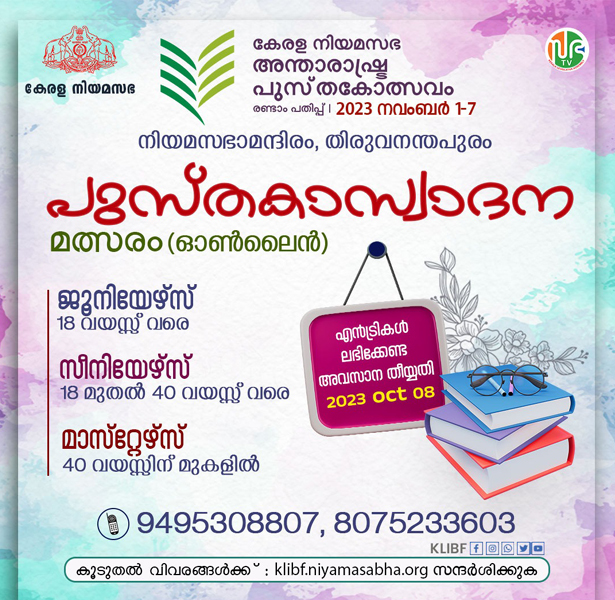 കേരള നിയമസഭ
കേരള നിയമസഭ
അന്താരാഷ്ട്ര
പുസ്തകോത്സവം
രണ്ടാം പതിപ്പ് | 2023 നവംബർ 1-7
TV
നിയമസഭാമന്ദിരം, തിരുവനന്തപുരം
പുസ്തകാസ്വാദന
മത്സരം (ഓൺലൈൻ)
ജൂനിയേഴ്സ്
18 വയസ്സ് വരെ
സീനിയേഴ്സ്
18 മുതൽ 40 വയസ്സ് വരെ
മാസ്റ്റേഴ്സ്
40 വയസ്സിന് മുകളിൽ
എൻട്രികൾ
ലഭിക്കേണ്ട
അവസാന തീയ്യതി
2023 oct 08
9495308807, 8075233603
KLIBF
കൂടുതൽ വിവരങ്ങൾക്ക് : klibf.niyamasabha.org സന്ദർശിക്കുക